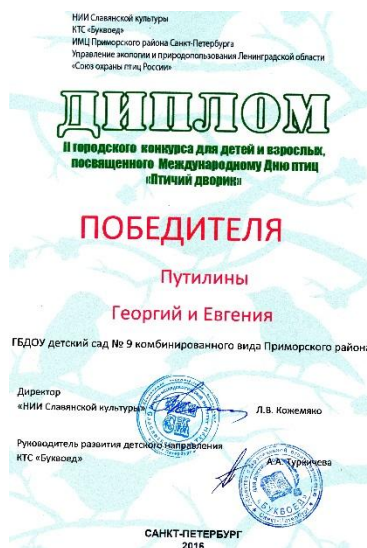 НИИ Славянской культуры
КТС «Буквоед»
ИМЦ Приморского района Санкт-Петербурга
Управление экологии и природопользования Ленинградской области
«Союз охраны птиц России»
ДИПЛОМ
II городского конкурса для детей и взрослых,
посвященного Международному Дню птиц
«Птичий дворик»
ПОБЕДИТЕЛЯ
Путилины
Георгий и Евгения
ГБДОУ детский сад № 9 комбинированного вида Приморского района
Директор
«НИИ Славянской культуры»
Л.В. Кожемяко
Руководитель развития детского направления
КТС «Буквоед»
А.А. Туркичева
«БУКВОЕД»
САНКТ-ПЕТЕРБУРГ
2016